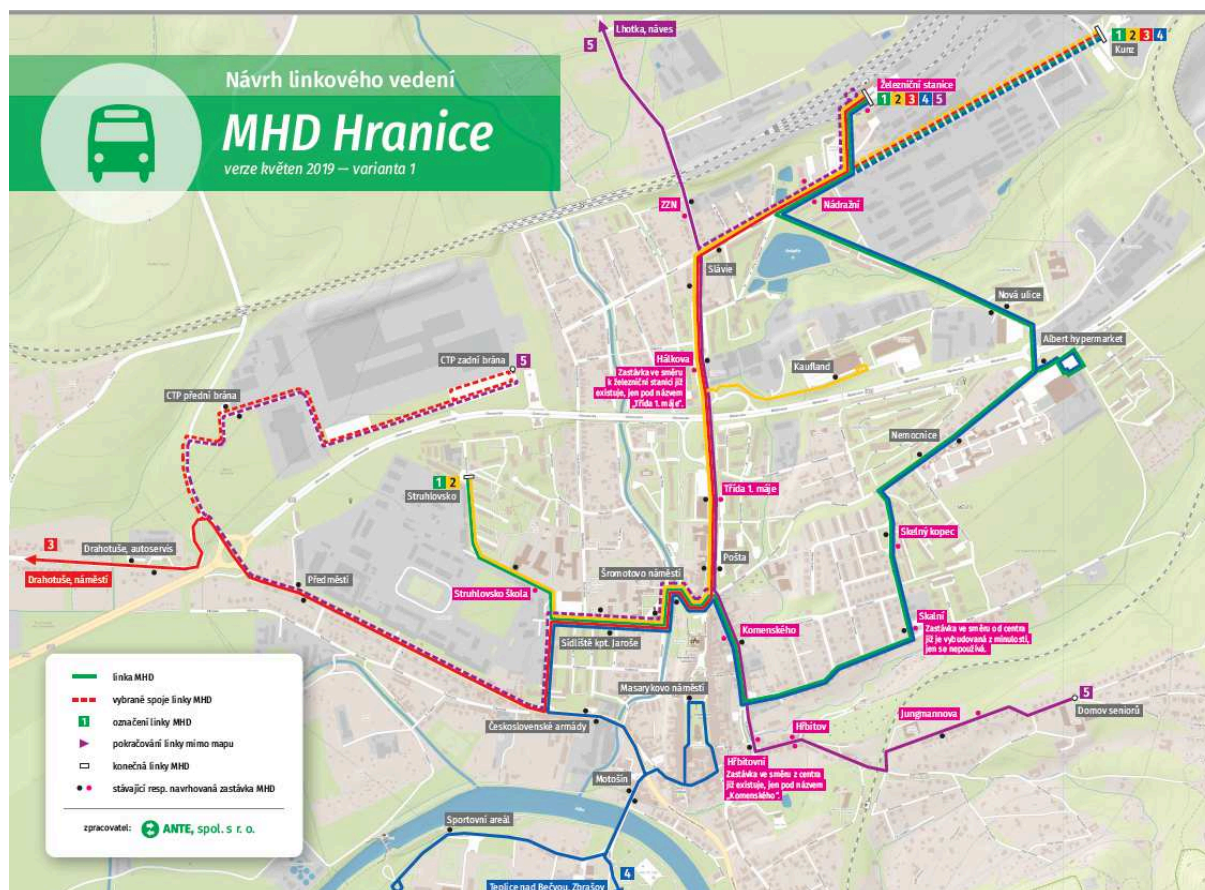 Návrh linkového vedení
MHD Hranice
verze květen 2019 — varianta 1
5
Lhotka, náves
1 2 3 4
Kunz
Železniční stanice
1 2 3 4 5
ZZN
Nádražní
Slávie
Nová ulice
Albert hypermarket
Hálkova
Zastávka ve směru
k železniční stanici již
existuje, jen pod názvem
„Třída 1. máje“.
Kaufland
CTP zadní brána
5
CTP přední brána
Nemocnice
1 2
Struhlovsko
Třída 1. máje
Skelný kopec
3
Drahotuše, autoservis
Drahotuše, náměstí
Předměstí
Pošta
Šromotovo náměstí
Struhlovsko škola
Sídliště kpt. Jaroše
Komenského
Skalní
Zastávka ve směru od centra
již je vybudovaná z minulosti,
jen se nepoužívá.
Masarykovo náměstí
5
Domov seniorů
Jungmannova
Československé armády
Hřbitov
Hřbitovní
Zastávka ve směru z centra
již existuje, jen pod názvem
„Komenského“.
Motošín
Sportovní areál
4
Teplice nad Bečvou, Zbrašov
linka MHD
vybrané spoje linky MHD
1 označení linky MHD
pokračování linky mimo mapu
konečná linky MHD
stávající resp. navrhovaná zastávka MHD
zpracovatel: ANTE, spol. s r. o.